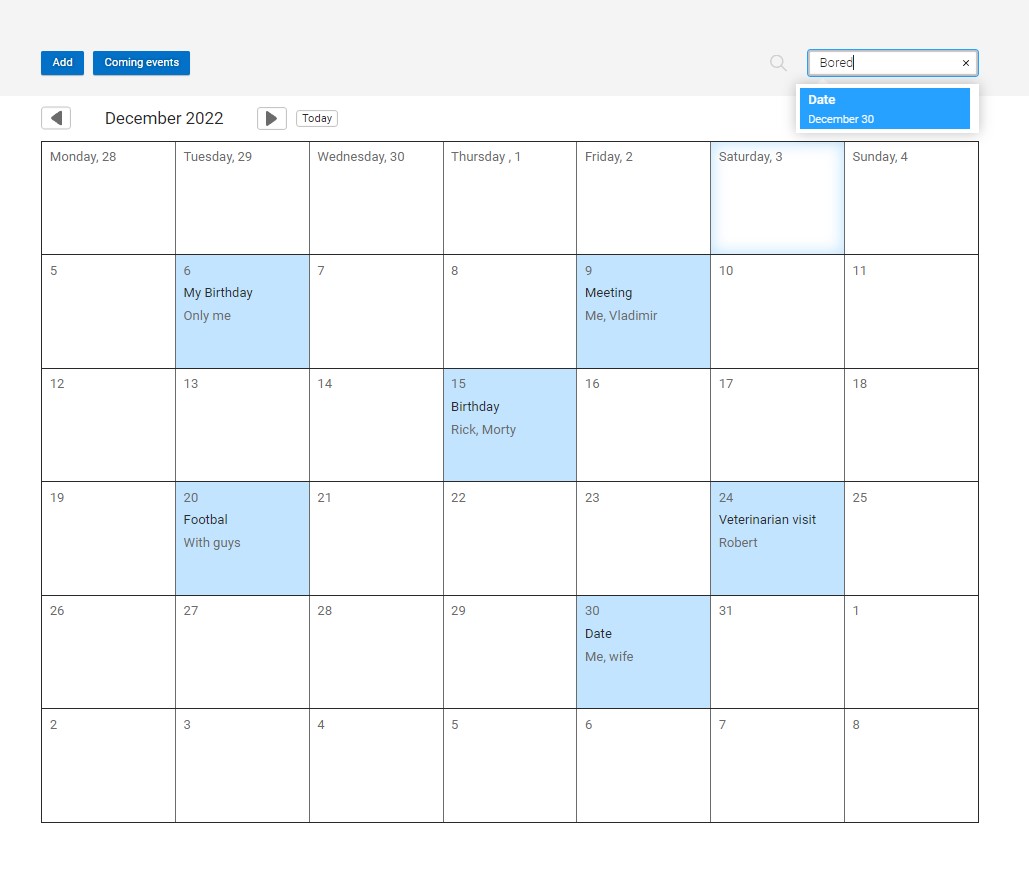 Add
Coming events
Bored
×
Date
December 30
December 2022
Today
Monday, 28
Tuesday, 29
Wednesday, 30
Thursday , 1
Friday, 2
Saturday, 3
Sunday, 4
5
6
My Birthday
Only me
7
8
9
Meeting
Me, Vladimir
10
11
12
13
14
15
Birthday
Rick, Morty
16
17
18
19
20
Footbal
With guys
21
22
23
24
Veterinarian visit
Robert
25
26
27
28
29
30
Date
Me, wife
31
1
2
3
4
5
6
7
8